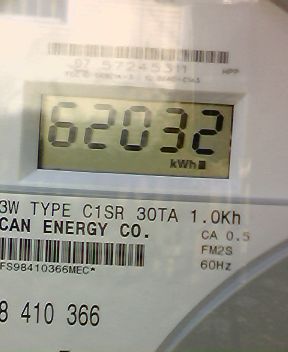 62032
kWh
3W TYPE C1SR 30TA 1.0Kh
CAN ENERGY CO.
CA 0.5
FM2S
FS98410366MEC*
60Hz
8 410 366